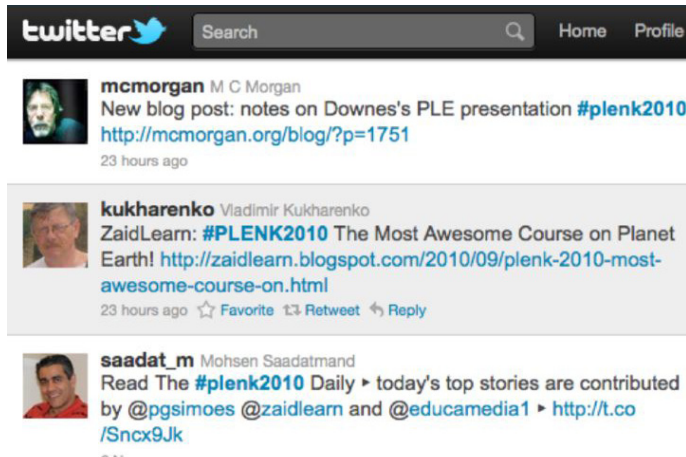 twitter Search Home Profile
mcmorgan M C Morgan
New blog post: notes on Downes's PLE presentation #plenk2010
http://mcmorgan.org/blog/?p=1751
23 hours ago
kukharenko Vladimir Kukharenko
ZaidLearn: #PLENK2010 The Most Awesome Course on Planet
Earth! http://zaidlearn.blogspot.com/2010/09/plenk-2010-most-
awesome-course-on.html
23 hours ago Favorite Retweet Reply
saadat_m Mohsen Saadatmand
Read The #plenk2010 Daily ▸ today's top stories are contributed
by @pgsimoes @zaidlearn and @educamedia1 ▸ http://t.co
/Sncx9Jk